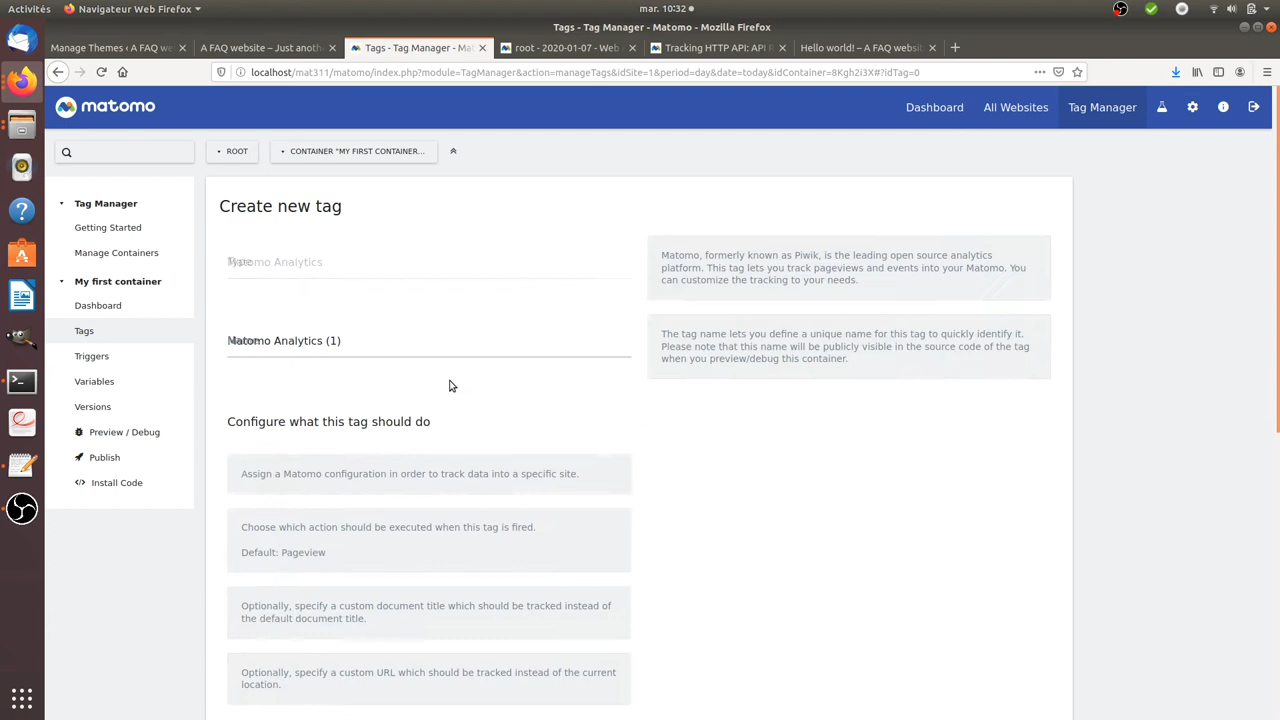 Activités
Navigateur Web Firefox
mar. 10:32
Tags - Tag Manager - Matomo - Mozilla Firefox
Manage Themes ‹ A FAQ we
A FAQ website – Just anoth
Tags - Tag Manager - Mat
root - 2020-01-07 - Web A
Tracking HTTP API: API R
Hello world! – A FAQ websit
localhost/mat311/matomo/index.php?module=TagManager&action=manageTags&idSite=1&period=day&date=today&idContainer=8Kgh2i3X#?idTag=0
matomo
Dashboard
All Websites
Tag Manager
ROOT
CONTAINER "MY FIRST CONTAINER...
Tag Manager
Getting Started
Manage Containers
My first container
Dashboard
Tags
Triggers
Variables
Versions
Preview / Debug
Publish
Install Code
Create new tag
Matomo Analytics
Matomo, formerly known as Piwik, is the leading open source analytics
platform. This tag lets you track pageviews and events into your Matomo. You
can customize the tracking to your needs.
Matomo Analytics (1)
The tag name lets you define a unique name for this tag to quickly identify it.
Please note that this name will be publicly visible in the source code of the tag
when you preview/debug this container.
Configure what this tag should do
Assign a Matomo configuration in order to track data into a specific site.
Choose which action should be executed when this tag is fired.
Default: Pageview
Optionally, specify a custom document title which should be tracked instead of
the default document title.
Optionally, specify a custom URL which should be tracked instead of the current
location.